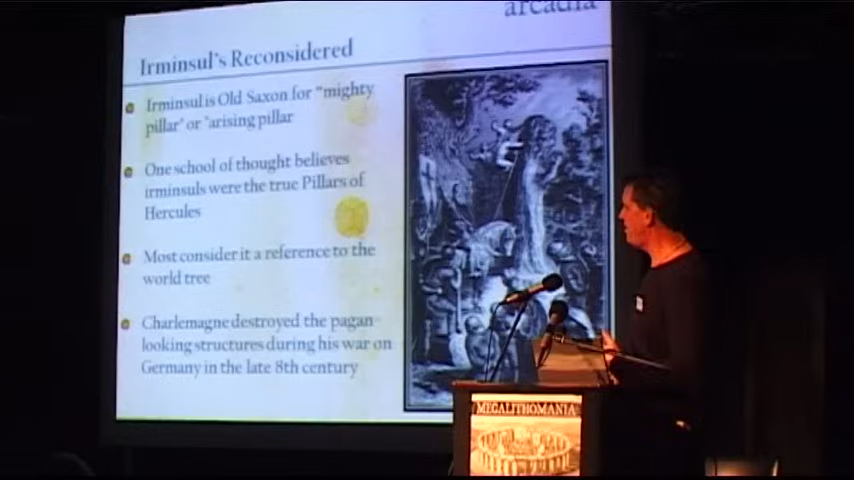 arcadia
Irminsul's Reconsidered
Irminsul is Old Saxon for "mighty
pillar" or "arising pillar
One school of thought believes
irminsuls were the true Pillars of
Hercules
Most consider it a reference to the
world tree
Charlemagne destroyed the pagan
looking structures during his war on
Germany in the late 8th century
MEGALITHOMANIA